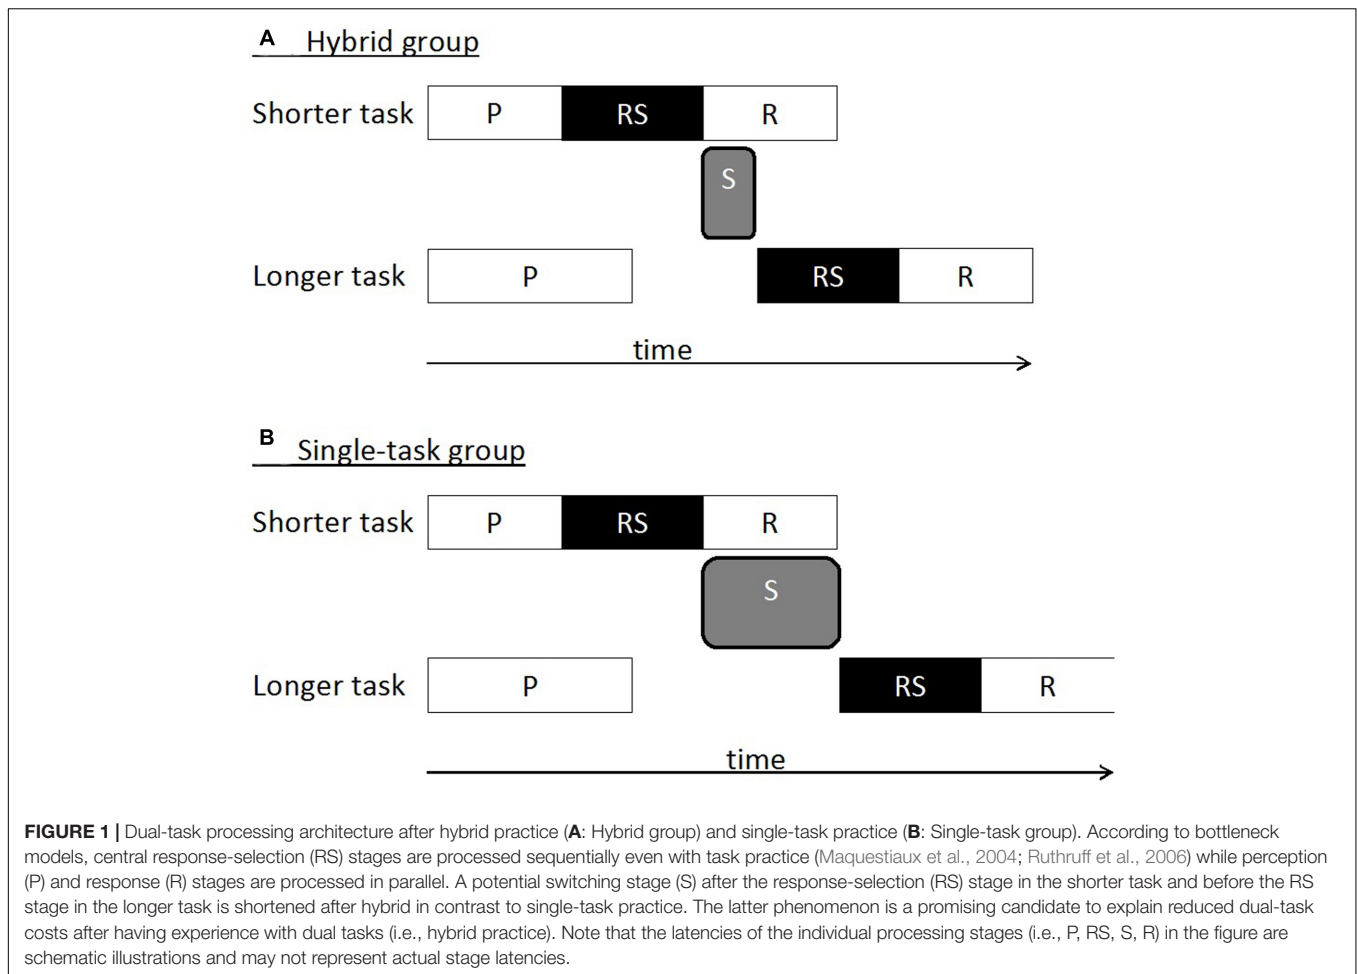 A Hybrid group
Shorter task P RS R
S
Longer task P RS R
time
B Single-task group
Shorter task P RS R
S
Longer task P RS R
time
FIGURE 1 | Dual-task processing architecture after hybrid practice (A: Hybrid group) and single-task practice (B: Single-task group). According to bottleneck
models, central response-selection (RS) stages are processed sequentially even with task practice (Maquestiaux et al., 2004; Ruthruff et al., 2006) while perception
(P) and response (R) stages are processed in parallel. A potential switching stage (S) after the response-selection (RS) stage in the shorter task and before the RS
stage in the longer task is shortened after hybrid in contrast to single-task practice. The latter phenomenon is a promising candidate to explain reduced dual-task
costs after having experience with dual tasks (i.e., hybrid practice). Note that the latencies of the individual processing stages (i.e., P, RS, S, R) in the figure are
schematic illustrations and may not represent actual stage latencies.